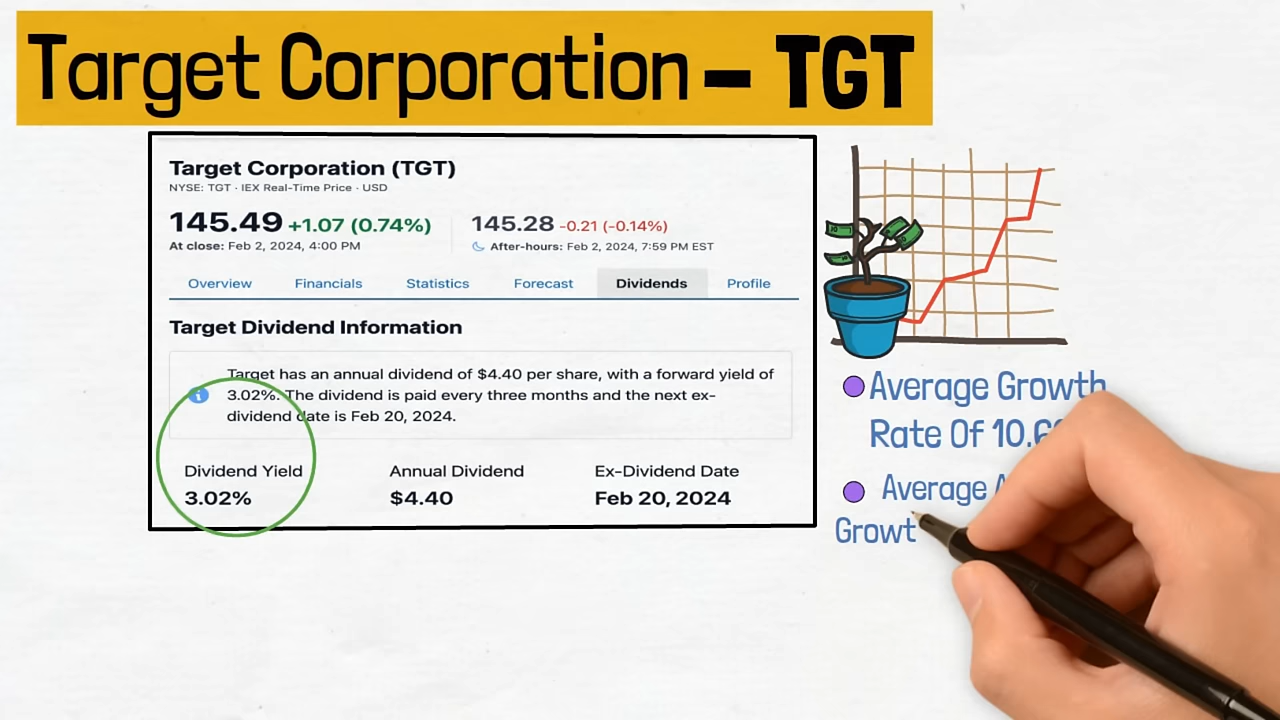 Target Corporation - TGT
Target Corporation (TGT)
NYSE: TGT · IEX Real-Time Price · USD
145.49 +1.07 (0.74%) 145.28 -0.21 (-0.14%)
At close: Feb 2, 2024, 4:00 PM After-hours: Feb 2, 2024, 7:59 PM EST
Overview Financials Statistics Forecast Dividends Profile
Target Dividend Information
Target has an annual dividend of $4.40 per share, with a forward yield of
3.02%. The dividend is paid every three months and the next ex-
dividend date is Feb 20, 2024.
Dividend Yield Annual Dividend Ex-Dividend Date
3.02% $4.40 Feb 20, 2024
Average Growth
Rate Of
Average
Growt